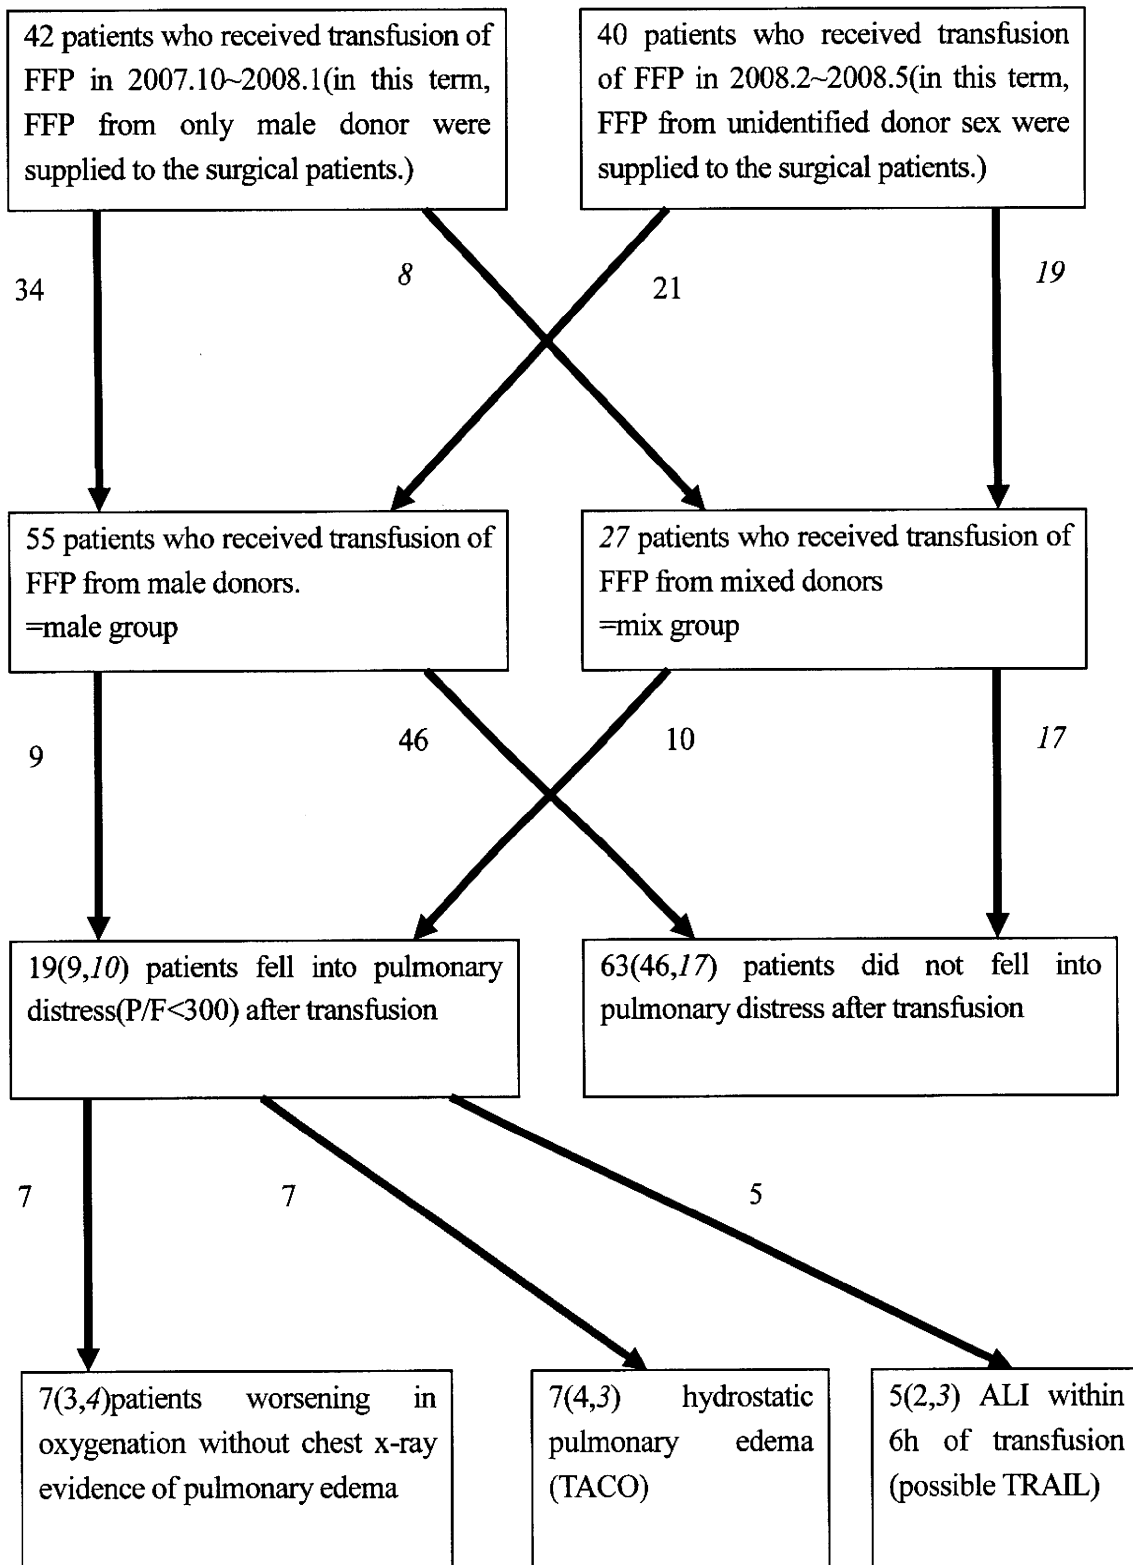 42 patients who received transfusion of
FFP in 2007.10~2008.1(in this term,
FFP from only male donor were
supplied to the surgical patients.)
40 patients who received transfusion
of FFP in 2008.2~2008.5(in this term,
FFP from unidentified donor sex were
supplied to the surgical patients.)
34
8
21
19
55 patients who received transfusion of
FFP from male donors.
=male group
27 patients who received transfusion of
FFP from mixed donors
=mix group
9
46
10
17
19(9,10) patients fell into pulmonary
distress(P/F<300) after transfusion
63(46,17) patients did not fell into
pulmonary distress after transfusion
7
7
5
7(3,4)patients worsening in
oxygenation without chest x-ray
evidence of pulmonary edema
7(4,3) hydrostatic
pulmonary edema
(TACO)
5(2,3) ALI within
6h of transfusion
(possible TRAIL)